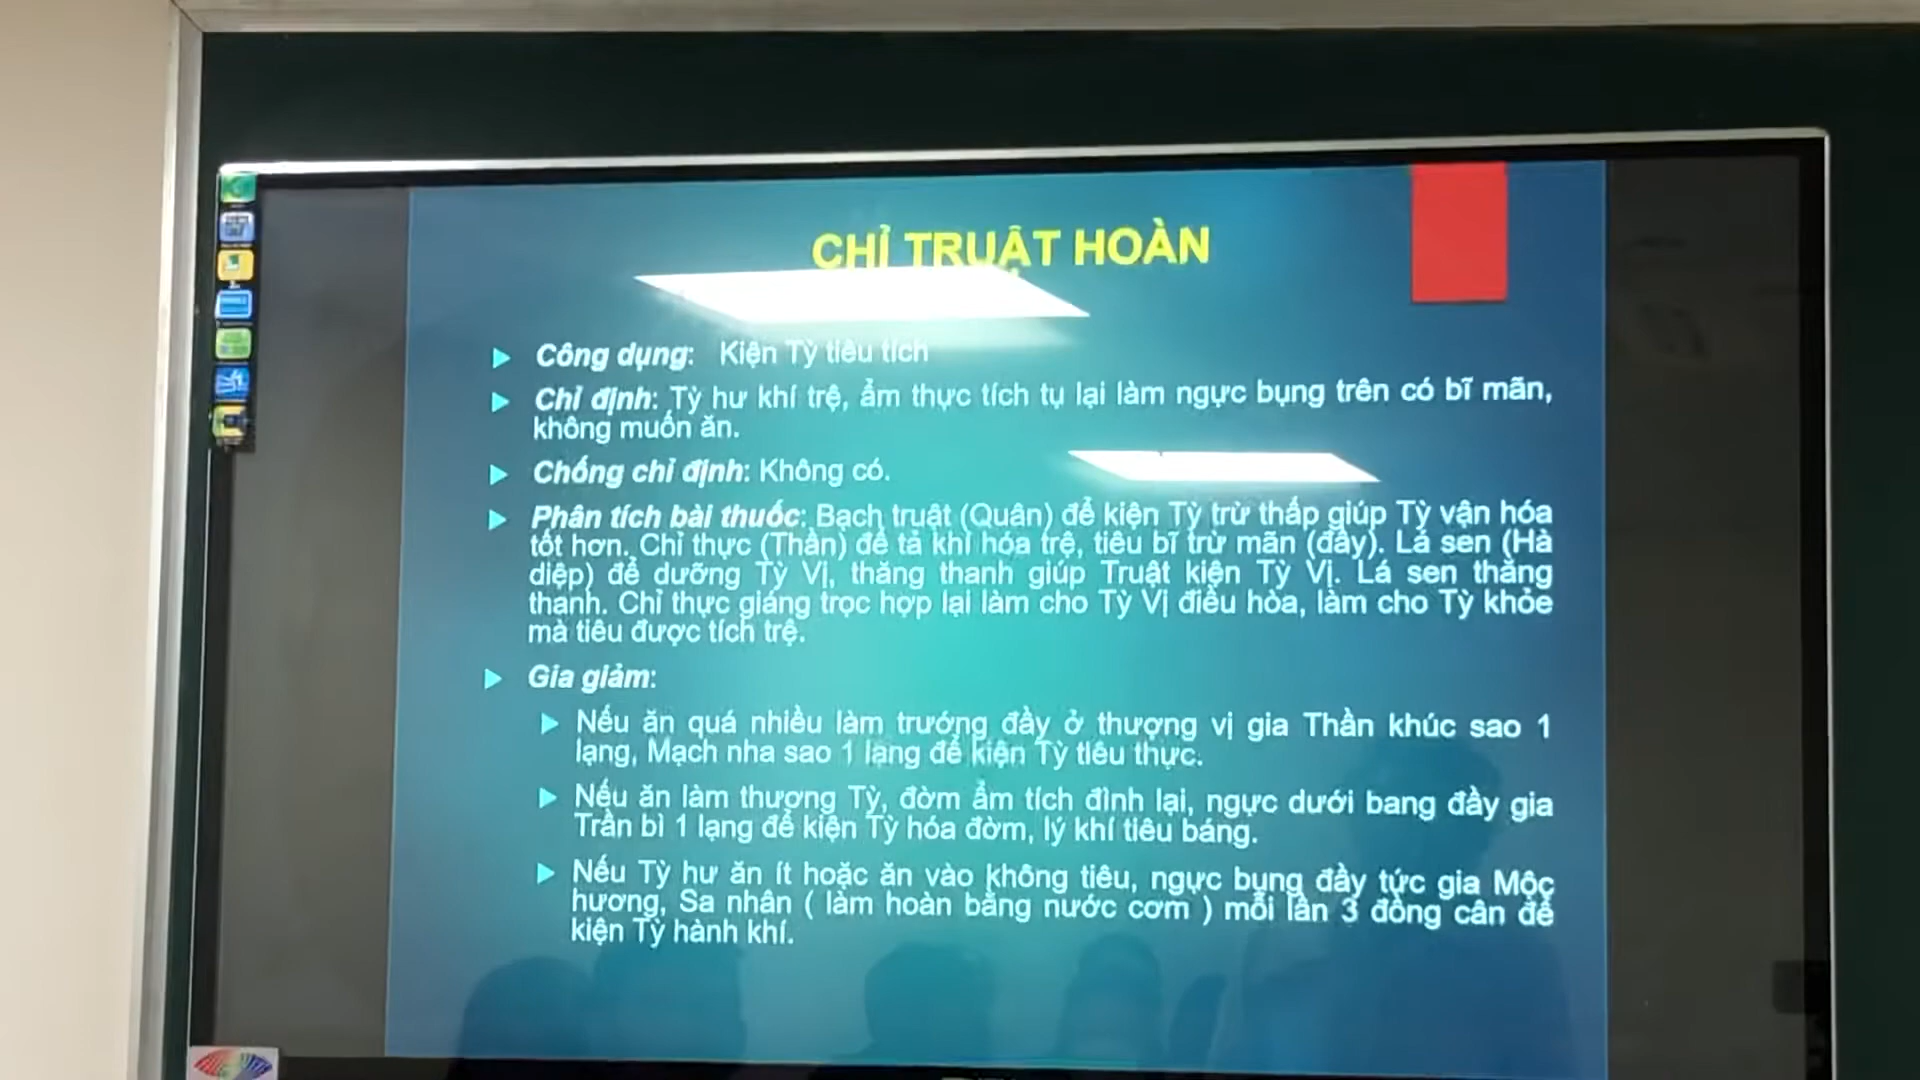 CHỈ TRUẬT HOÀN
Công dụng: Kiện Tỳ tiêu tích
Chỉ định: Tỳ hư khí trệ, ẩm thực tích tụ lại làm ngực bụng trên có bĩ mãn,
không muốn ăn.
Chống chỉ định: Không có.
Phân tích bài thuốc: Bạch truật (Quân) để kiện Tỳ trừ thấp giúp Tỳ vận hóa
tốt hơn. Chỉ thực (Thần) để tả khí hóa trệ, tiêu bĩ trừ mãn (đầy). Lá sen (Hà
diệp) để dưỡng Tỳ Vị, thăng thanh giúp Truật kiện Tỳ Vị. Lá sen thăng
thanh. Chỉ thực giáng trọc hợp lại làm cho Tỳ Vị điều hòa, làm cho Tỳ khỏe
mà tiêu được tích trệ.
Gia giảm:
Nếu ăn quá nhiều làm trướng đầy ở thượng vị gia Thần khúc sao 1
lạng, Mạch nha sao 1 lạng để kiện Tỳ tiêu thực.
Nếu ăn làm thương Tỳ, đờm ẩm tích đình lại, ngực dưới bang đầy gia
Trần bì 1 lạng để kiện Tỳ hóa đờm, lý khí tiêu báng.
Nếu Tỳ hư ăn ít hoặc ăn vào không tiêu, ngực bụng đầy tức gia Mộc
hương, Sa nhân ( làm hoàn bằng nước cơm ) mỗi lần 3 đồng cân để
kiện Tỳ hành khí.